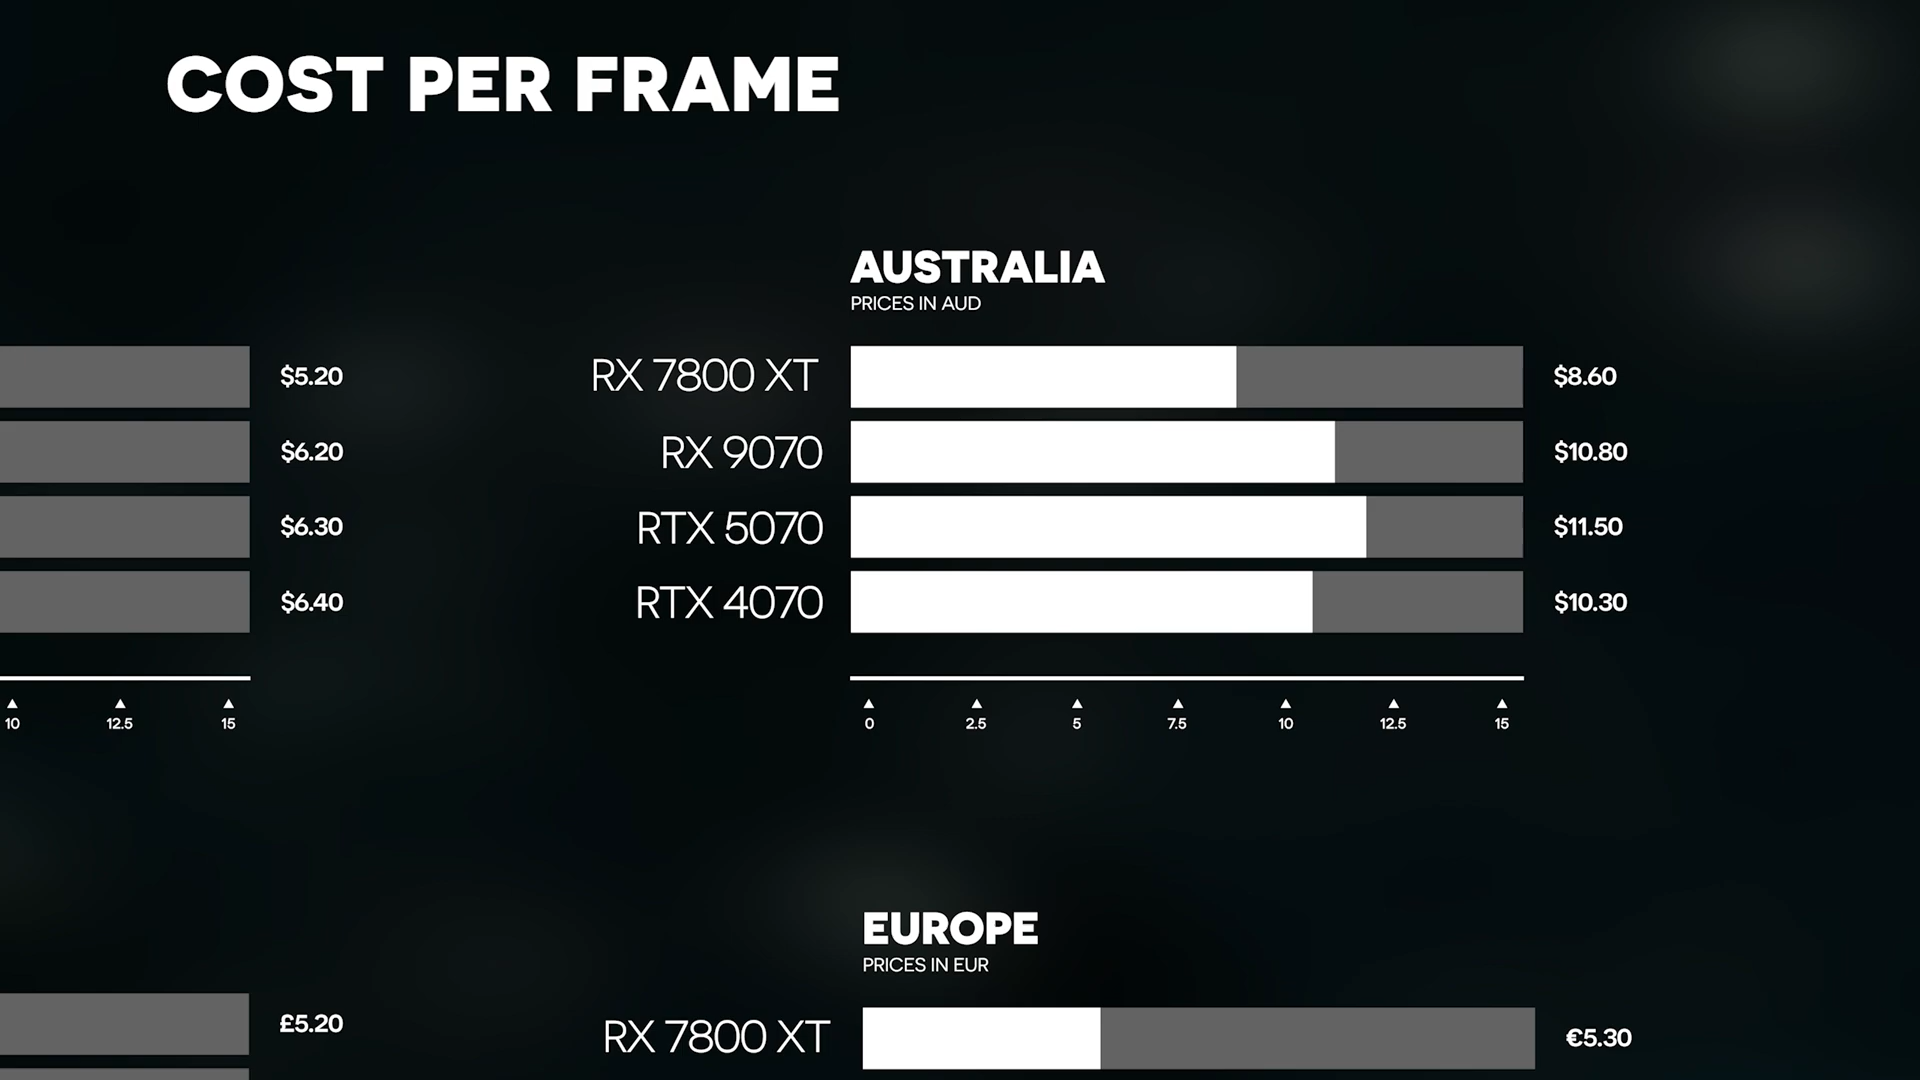 COST PER FRAME
$5.20
$6.20
$6.30
$6.40
10 12.5 15
AUSTRALIA
PRICES IN AUD
RX 7800 XT $8.60
RX 9070 $10.80
RTX 5070 $11.50
RTX 4070 $10.30
0 2.5 5 7.5 10 12.5 15
£5.20
EUROPE
PRICES IN EUR
RX 7800 XT €5.30